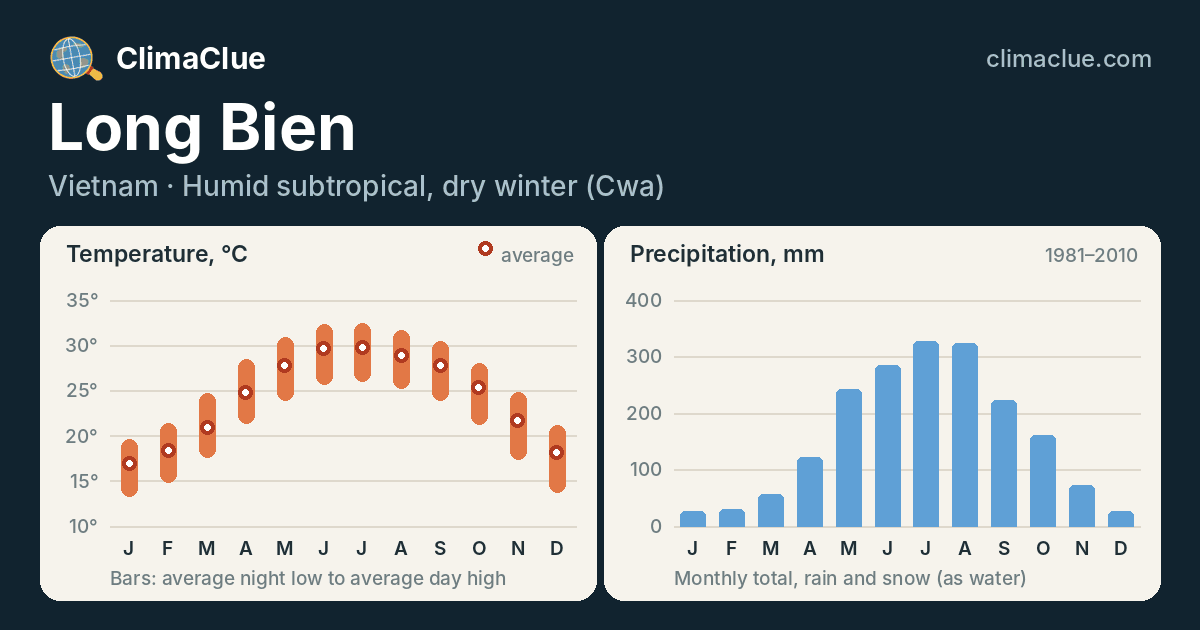 ClimaClue
climaclue.com
Long Bien
Vietnam · Humid subtropical, dry winter (Cwa)
Temperature, °C
average
35°
30°
25°
20°
15°
10°
J F M A M J J A S O N D
Bars: average night low to average day high
Precipitation, mm
1981–2010
400
300
200
100
0
J F M A M J J A S O N D
Monthly total, rain and snow (as water)